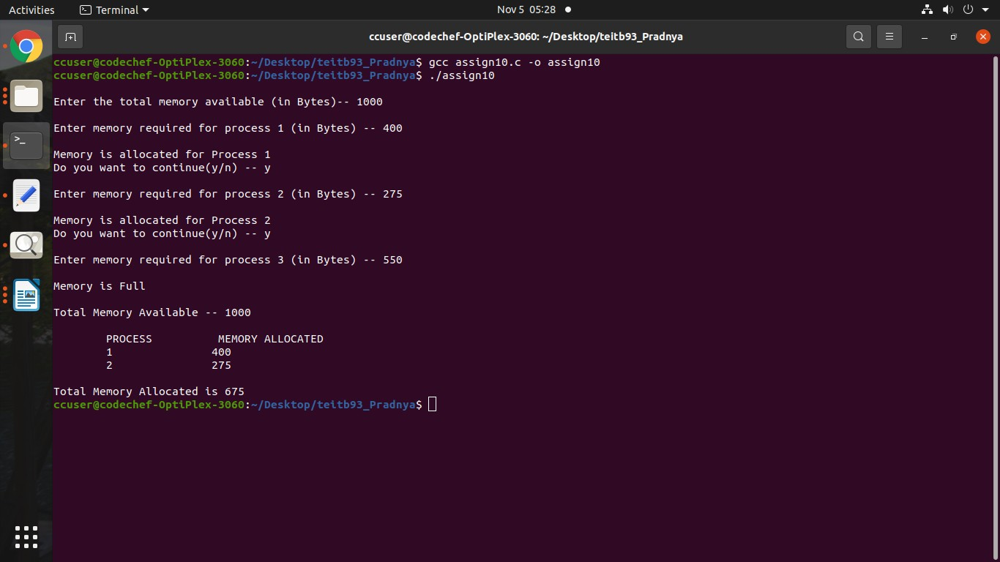 Activities Terminal Nov 5 05:28
ccuser@codechef-OptiPlex-3060: ~/Desktop/teitb93_Pradnya
ccuser@codechef-OptiPlex-3060:~/Desktop/teitb93_Pradnya$ gcc assign10.c -o assign10
ccuser@codechef-OptiPlex-3060:~/Desktop/teitb93_Pradnya$ ./assign10
Enter the total memory available (in Bytes)-- 1000
Enter memory required for process 1 (in Bytes) -- 400
Memory is allocated for Process 1
Do you want to continue(y/n) -- y
Enter memory required for process 2 (in Bytes) -- 275
Memory is allocated for Process 2
Do you want to continue(y/n) -- y
Enter memory required for process 3 (in Bytes) -- 550
Memory is Full
Total Memory Available -- 1000
PROCESS MEMORY ALLOCATED
1 400
2 275
Total Memory Allocated is 675
ccuser@codechef-OptiPlex-3060:~/Desktop/teitb93_Pradnya$